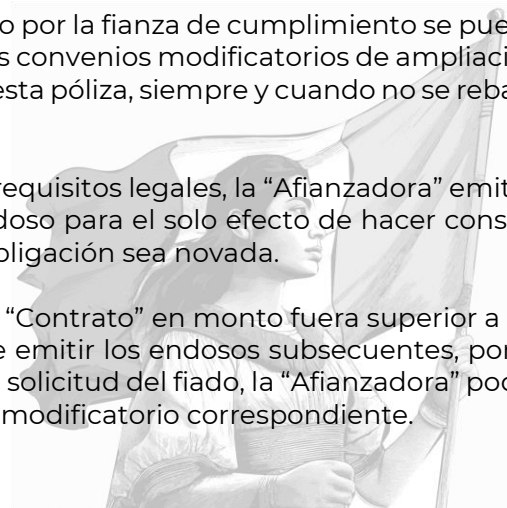 o por la fianza de cumplimiento se pue
s convenios modificatorios de ampliaci
esta póliza, siempre y cuando no se reba
requisitos legales, la “Afianzadora” emit
doso para el solo efecto de hacer cons
bligación sea novada.
“Contrato” en monto fuera superior a
e emitir los endosos subsecuentes, por
solicitud del fiado, la “Afianzadora” pod
modificatorio correspondiente.